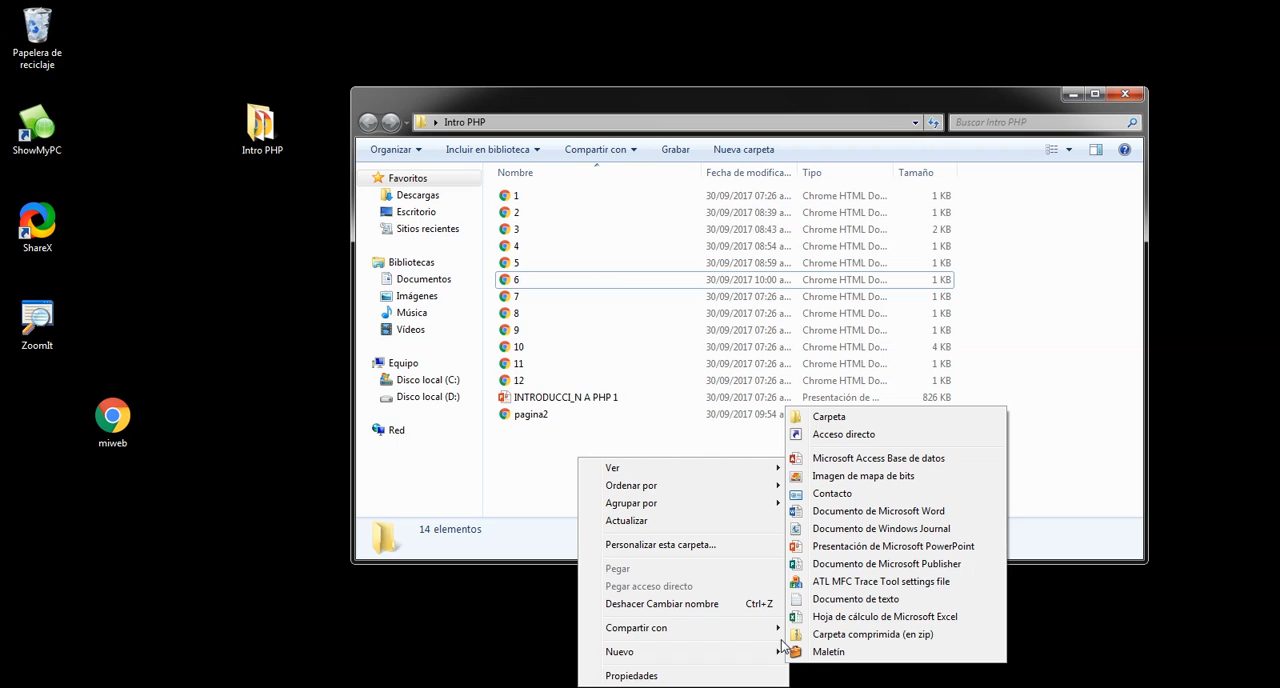 Papelera de
reciclaje
ShowMyPC
Intro PHP
ShareX
ZoomIt
miweb
Intro PHP
Buscar Intro PHP
Organizar
Incluir en biblioteca
Compartir con
Grabar
Nueva carpeta
Favoritos
Descargas
Escritorio
Sitios recientes
Bibliotecas
Documentos
Imágenes
Música
Vídeos
Equipo
Disco local (C:)
Disco local (D:)
Red
Nombre Fecha de modifica... Tipo Tamaño
1 30/09/2017 07:26 a... Chrome HTML Do... 1 KB
2 30/09/2017 08:39 a... Chrome HTML Do... 1 KB
3 30/09/2017 08:43 a... Chrome HTML Do... 2 KB
4 30/09/2017 08:54 a... Chrome HTML Do... 1 KB
5 30/09/2017 08:59 a... Chrome HTML Do... 1 KB
6 30/09/2017 10:00 a... Chrome HTML Do... 1 KB
7 30/09/2017 07:26 a... Chrome HTML Do... 1 KB
8 30/09/2017 07:26 a... Chrome HTML Do... 1 KB
9 30/09/2017 07:26 a... Chrome HTML Do... 1 KB
10 30/09/2017 07:26 a... Chrome HTML Do... 4 KB
11 30/09/2017 07:26 a... Chrome HTML Do... 1 KB
12 30/09/2017 07:26 a... Chrome HTML Do... 1 KB
INTRODUCCI_N A PHP 1 30/09/2017 07:26 a... Presentación de ... 826 KB
pagina2 30/09/2017 09:54 a...
14 elementos
Ver
Ordenar por
Agrupar por
Actualizar
Personalizar esta carpeta...
Pegar
Pegar acceso directo
Deshacer Cambiar nombre Ctrl+Z
Compartir con
Nuevo
Propiedades
Carpeta
Acceso directo
Microsoft Access Base de datos
Imagen de mapa de bits
Contacto
Documento de Microsoft Word
Documento de Windows Journal
Presentación de Microsoft PowerPoint
Documento de Microsoft Publisher
ATL MFC Trace Tool settings file
Documento de texto
Hoja de cálculo de Microsoft Excel
Carpeta comprimida (en zip)
Maletín